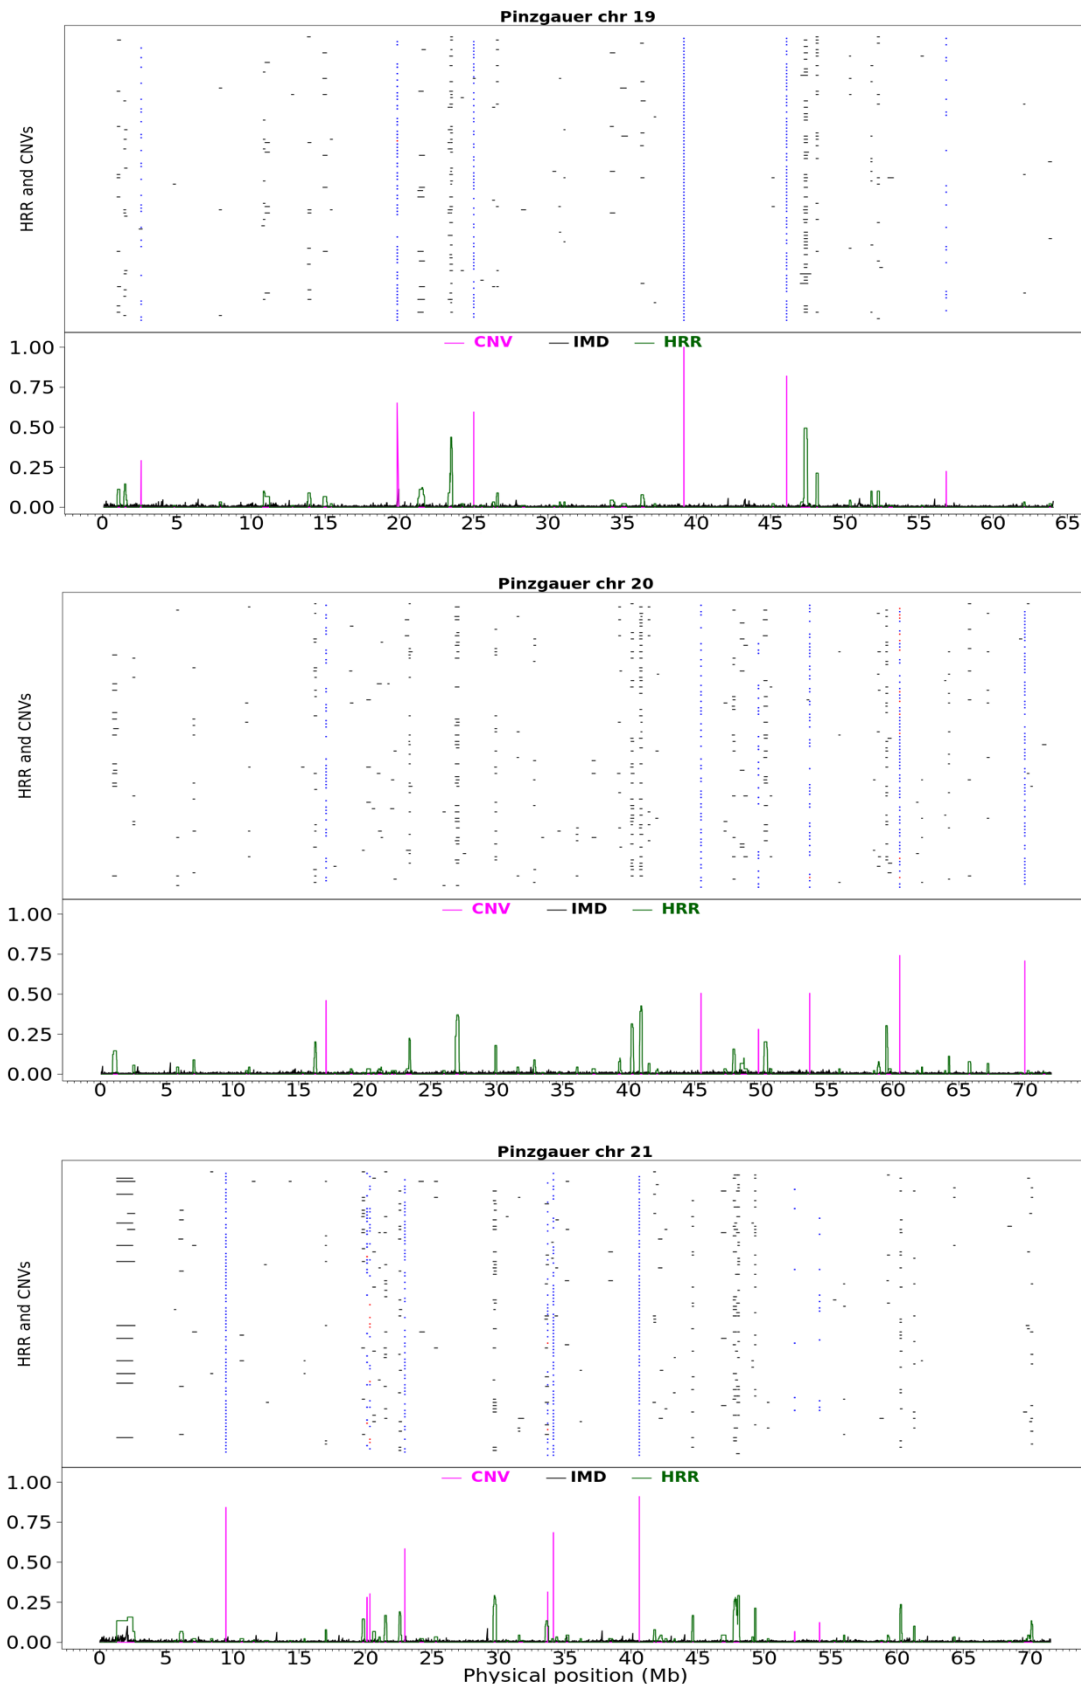 Pinzgauer chr 19
HRR and CNVs
CNV IMD HRR
1.00
0.75
0.50
0.25
0.00
0 5 10 15 20 25 30 35 40 45 50 55 60 65
Pinzgauer chr 20
HRR and CNVs
CNV IMD HRR
1.00
0.75
0.50
0.25
0.00
0 5 10 15 20 25 30 35 40 45 50 55 60 65 70
Pinzgauer chr 21
HRR and CNVs
CNV IMD HRR
1.00
0.75
0.50
0.25
0.00
0 5 10 15 20 25 30 35 40 45 50 55 60 65 70
Physical position (Mb)